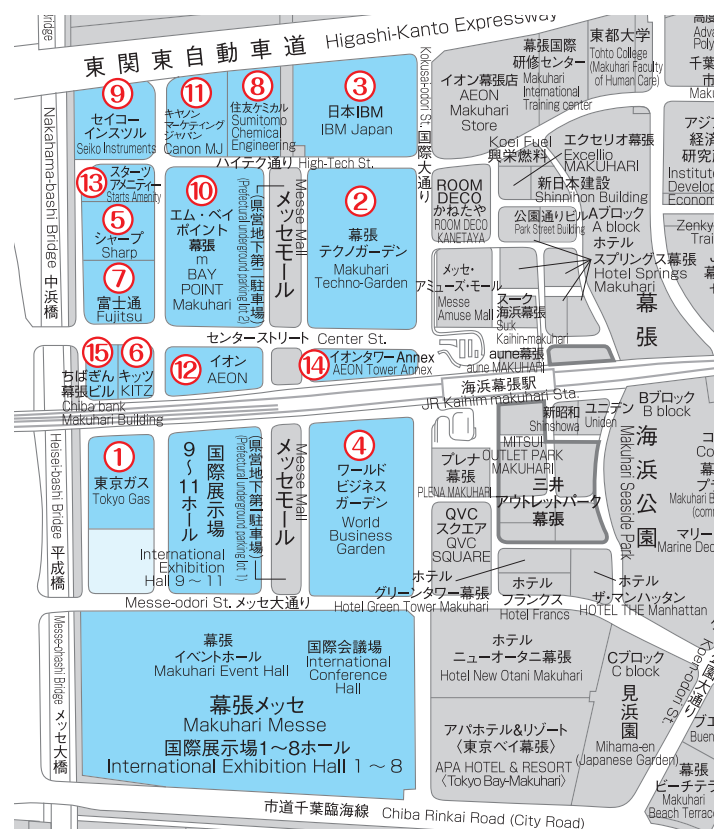 東関東自動車道 Higashi-Kanto Expressway
Nakahama-bashi Bridge 中浜橋
⑨
セイコー
インスツル
Seiko Instruments
⑪
キヤノン
マーケティング
ジャパン
Canon MJ
⑧
住友ケミカル
Sumitomo
Chemical
Engineering
③
日本IBM
IBM Japan
Kokusai-odori St. 国際大通り
イオン幕張店
AEON
Makuhari
Store
幕張国際
研修センター
Makuhari
International
Training center
東都大学
Tohto College
(Makuhari Faculty
of Human Care)
ハイテク通り High-Tech St.
⑬
スターツ
アメニティー
Starts Amenity
⑤
シャープ
Sharp
⑦
富士通
Fujitsu
⑩
エム・ベイ
ポイント
幕張
m
BAY
POINT
Makuhari
(県営地下第二駐車場)
(Prefectural underground parking lot 2)
Messe Mall
メッセモール
②
幕張
テクノガーデン
Makuhari
Techno-Garden
Koei Fuel
興栄燃料
エクセリオ幕張
Excellio
MAKUHARI
新日本建設
Shinnihon Building
ROOM
DECO
かねたや
ROOM DECO
KANETAYA
公園通りビル
Park Street Building
Aブロック
A block
ホテル
スプリングス幕張
Hotel Springs
Makuhari
メッセ・
アミューズ・モール
Messe
Amuse Mall
スーク
海浜幕張
Suk
Kaihin-makuhari
aune幕張
aune MAKUHARI
センターストリート Center St.
⑮
ちばぎん
幕張ビル
Chiba bank
Makuhari Building
⑥
キッツ
KITZ
⑫
イオン
AEON
⑭
イオンタワーAnnex
AEON Tower Annex
海浜幕張駅
JR Kaihim makuhari Sta.
幕張海浜公園
Makuhari Seaside Park
Bブロック
B block
Heisei-bashi Bridge 平成橋
①
東京ガス
Tokyo Gas
国際展示場
9〜11ホール
International
Exhibition
Hall 9〜11
(県営地下第一駐車場)
(Prefectural underground parking lot 1)
Messe Mall
メッセモール
④
ワールド
ビジネス
ガーデン
World
Business
Garden
プレナ
幕張
PLENA MAKUHARI
新昭和
Shinshowa
ユニデン
Uniden
MITSUI
OUTLET PARK
MAKUHARI
三井
アウトレットパーク
幕張
QVC
スクエア
QVC
SQUARE
ホテル
グリーンタワー幕張
Hotel Green Tower Makuhari
ホテル
フランクス
Hotel Francs
ホテル
ザ・マンハッタン
HOTEL THE Manhattan
Messe-odori St. メッセ大通り
Messe-ohashi Bridge メッセ大橋
幕張
イベントホール
Makuhari Event Hall
国際会議場
International
Conference
Hall
幕張メッセ
Makuhari Messe
国際展示場1〜8ホール
International Exhibition Hall 1〜8
ホテル
ニューオータニ幕張
Hotel New Otani Makuhari
アパホテル&リゾート
〈東京ベイ幕張〉
APA HOTEL & RESORT
〈Tokyo Bay-Makuhari〉
Cブロック
C block
見浜園
Mihama-en
(Japanese Garden)
幕張
ビーチテラ
Makuhari
Beach Terrac
市道千葉臨海線 Chiba Rinkai Road (City Road)